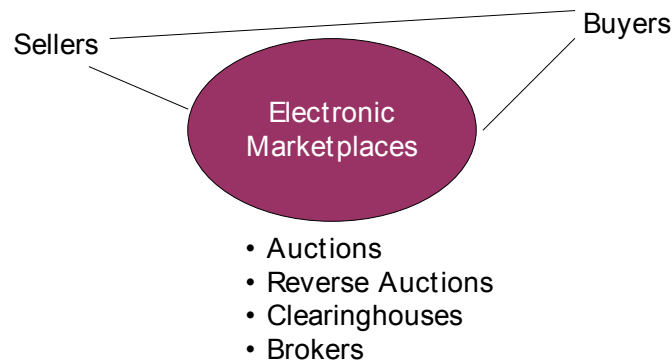 Sellers
Buyers
Electronic
Marketplaces
• Auctions
• Reverse Auctions
• Clearinghouses
• Brokers